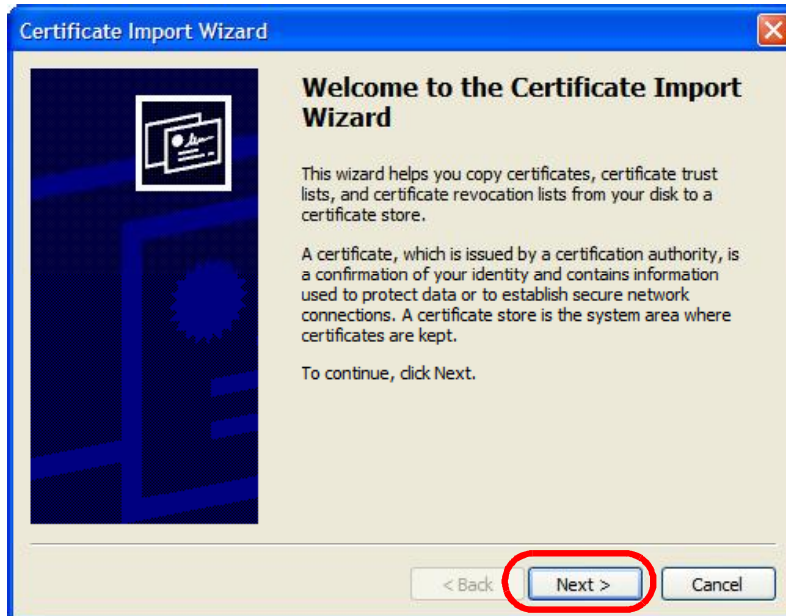 Certificate Import Wizard
Welcome to the Certificate Import
Wizard
This wizard helps you copy certificates, certificate trust
lists, and certificate revocation lists from your disk to a
certificate store.
A certificate, which is issued by a certification authority, is
a confirmation of your identity and contains information
used to protect data or to establish secure network
connections. A certificate store is the system area where
certificates are kept.
To continue, click Next.
< Back
Next >
Cancel